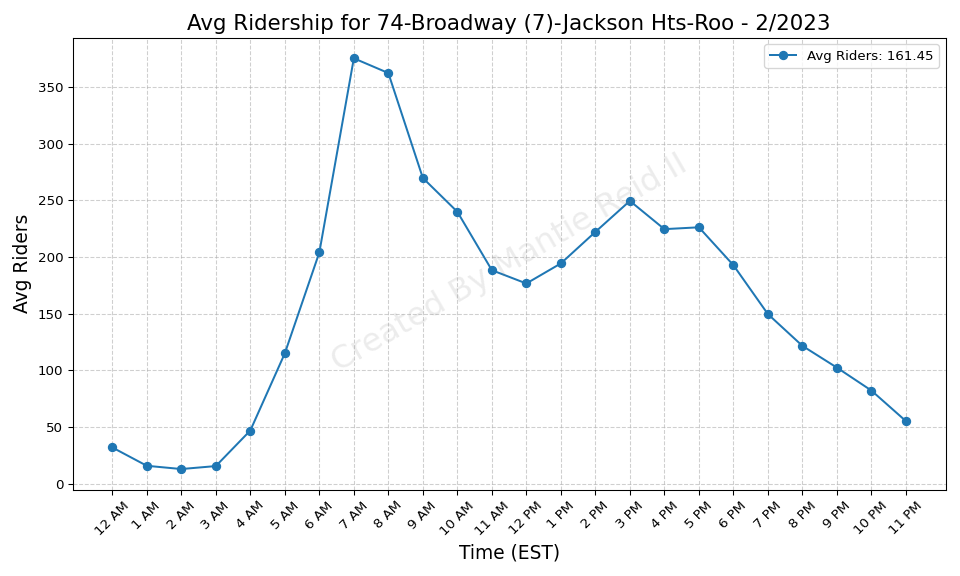 Avg Ridership for 74-Broadway (7)-Jackson Hts-Roo - 2/2023
Avg Riders: 161.45
Avg Riders
350
300
250
200
150
100
50
0
Created By Mantie Reid II
12 AM
1 AM
2 AM
3 AM
4 AM
5 AM
6 AM
7 AM
8 AM
9 AM
10 AM
11 AM
12 PM
1 PM
2 PM
3 PM
4 PM
5 PM
6 PM
7 PM
8 PM
9 PM
10 PM
11 PM
Time (EST)